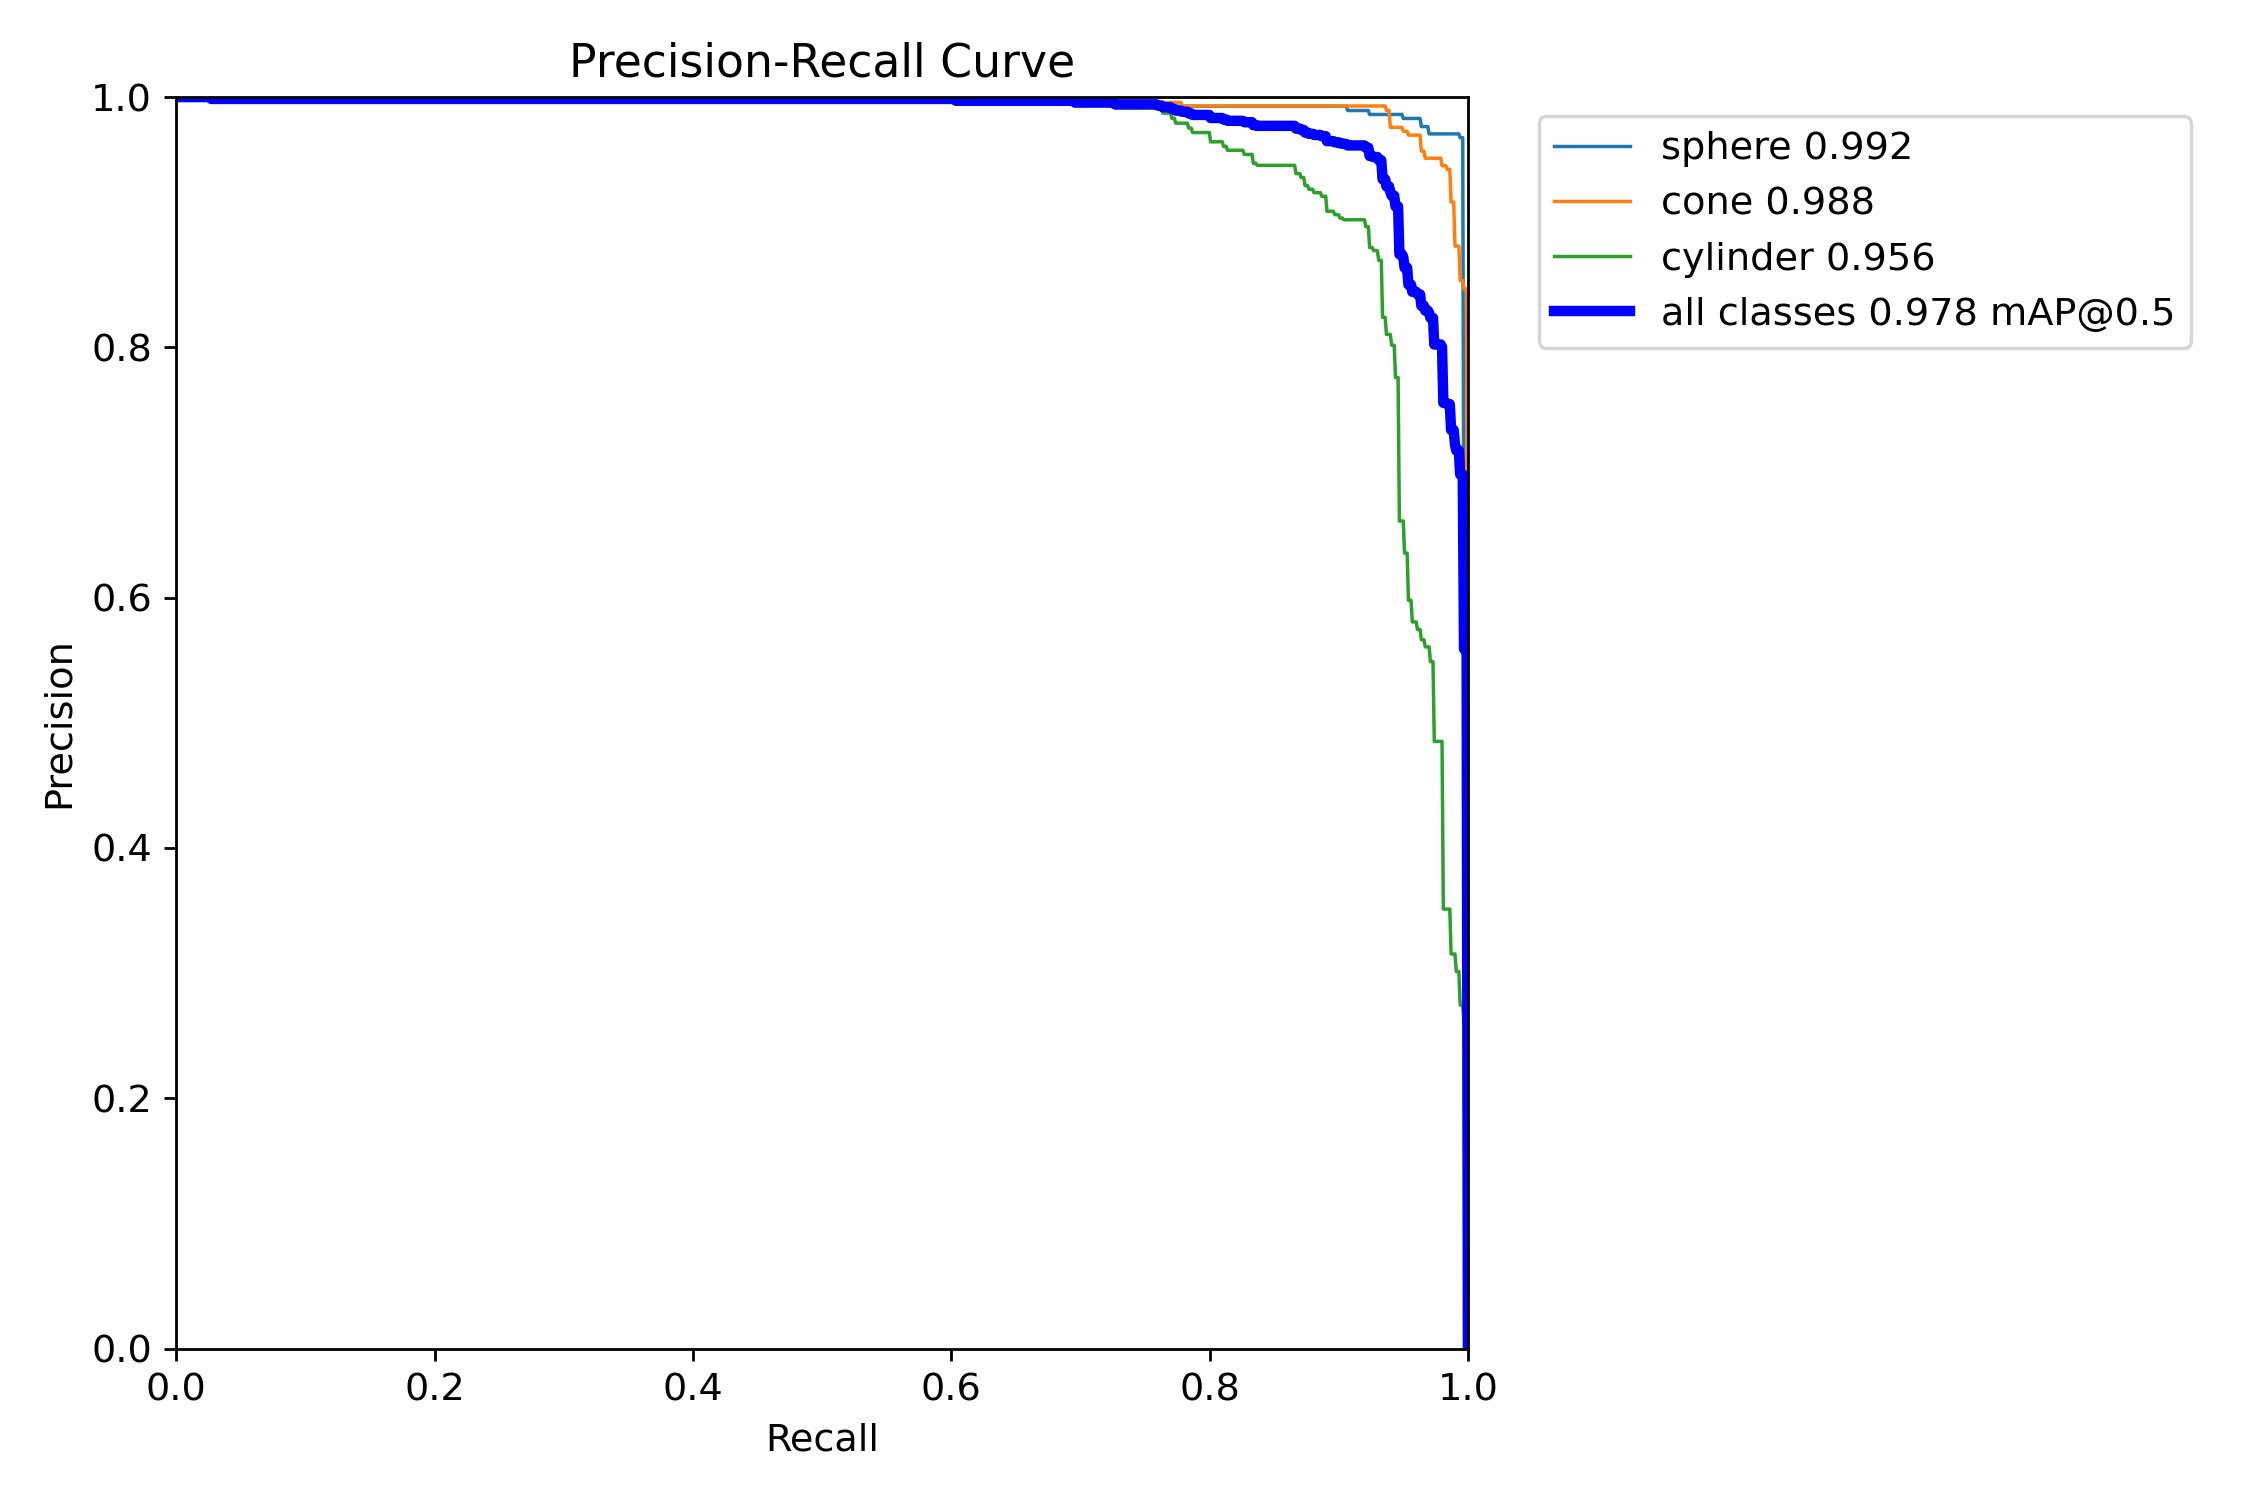 Precision-Recall Curve
1.0
0.8
0.6
0.4
0.2
0.0
Precision
0.0 0.2 0.4 0.6 0.8 1.0
Recall
sphere 0.992
cone 0.988
cylinder 0.956
all classes 0.978 mAP@0.5